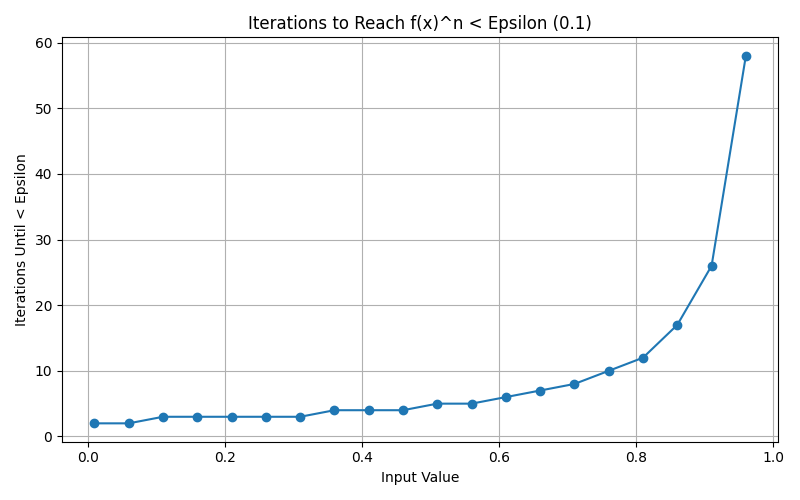 Iterations to Reach f(x)^n < Epsilon (0.1)
Iterations Until < Epsilon
60
50
40
30
20
10
0
0.0 0.2 0.4 0.6 0.8 1.0
Input Value